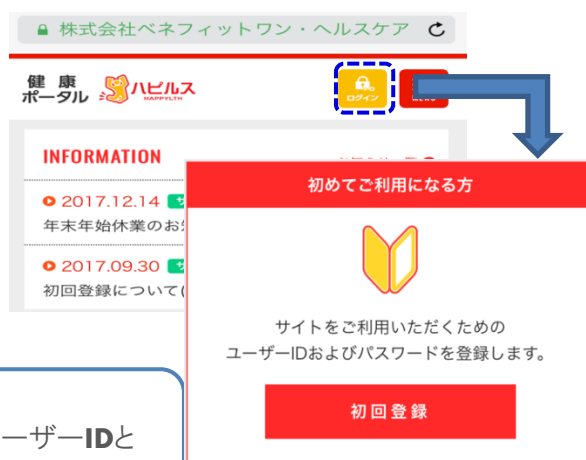 株式会社ベネフィットワン・ヘルスケア
健康
ポータル
ハピルス
HAPPYLTH
ログイン
INFORMATION
2017.12.14
年末年始休業のお
2017.09.30
初回登録について(
初めてご利用になる方
サイトをご利用いただくための
ユーザーIDおよびパスワードを登録します。
初回登録
ーザーIDと